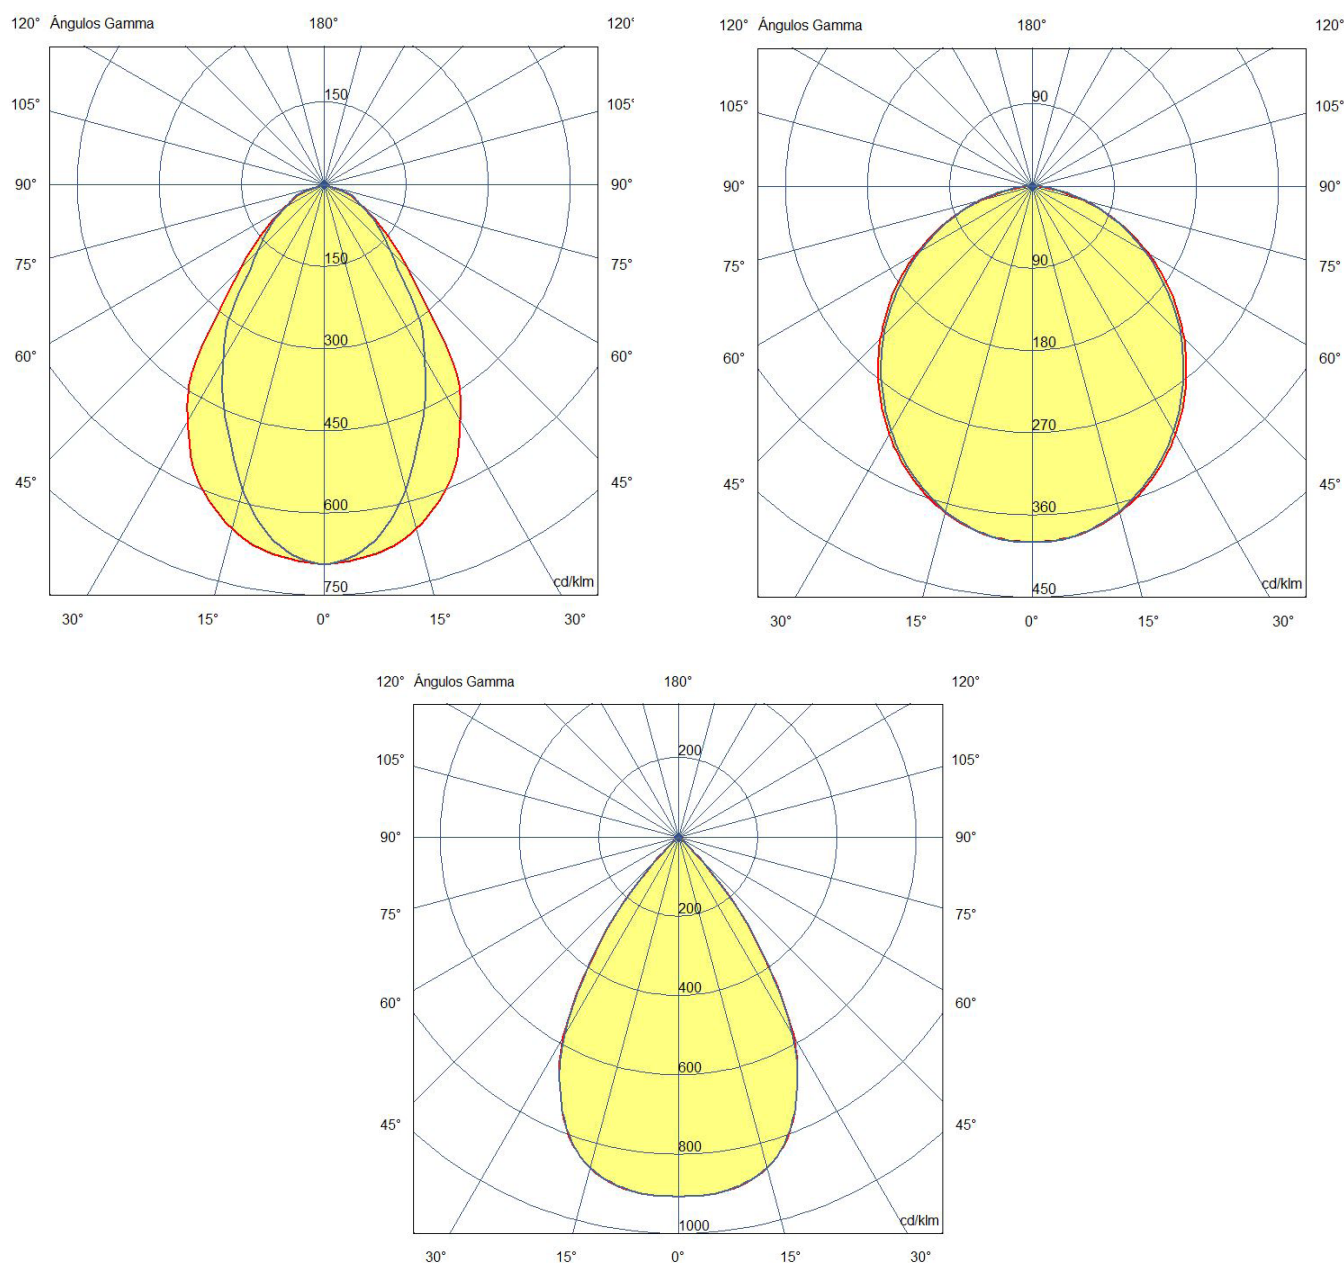 120° Ángulos Gamma 180° 120°
105° 150 105°
90° 90°
75° 150 75°
60° 300 60°
450
45° 600 45°
750 cd/klm
30° 15° 0° 15° 30°
120° Ángulos Gamma 180° 120°
105° 90 105°
90° 90°
75° 90 75°
60° 180 60°
270
45° 360 45°
450 cd/klm
30° 15° 0° 15° 30°
120° Ángulos Gamma 180° 120°
105° 200 105°
90° 90°
75° 200 75°
60° 400 60°
600
45° 800 45°
1000 cd/klm
30° 15° 0° 15° 30°